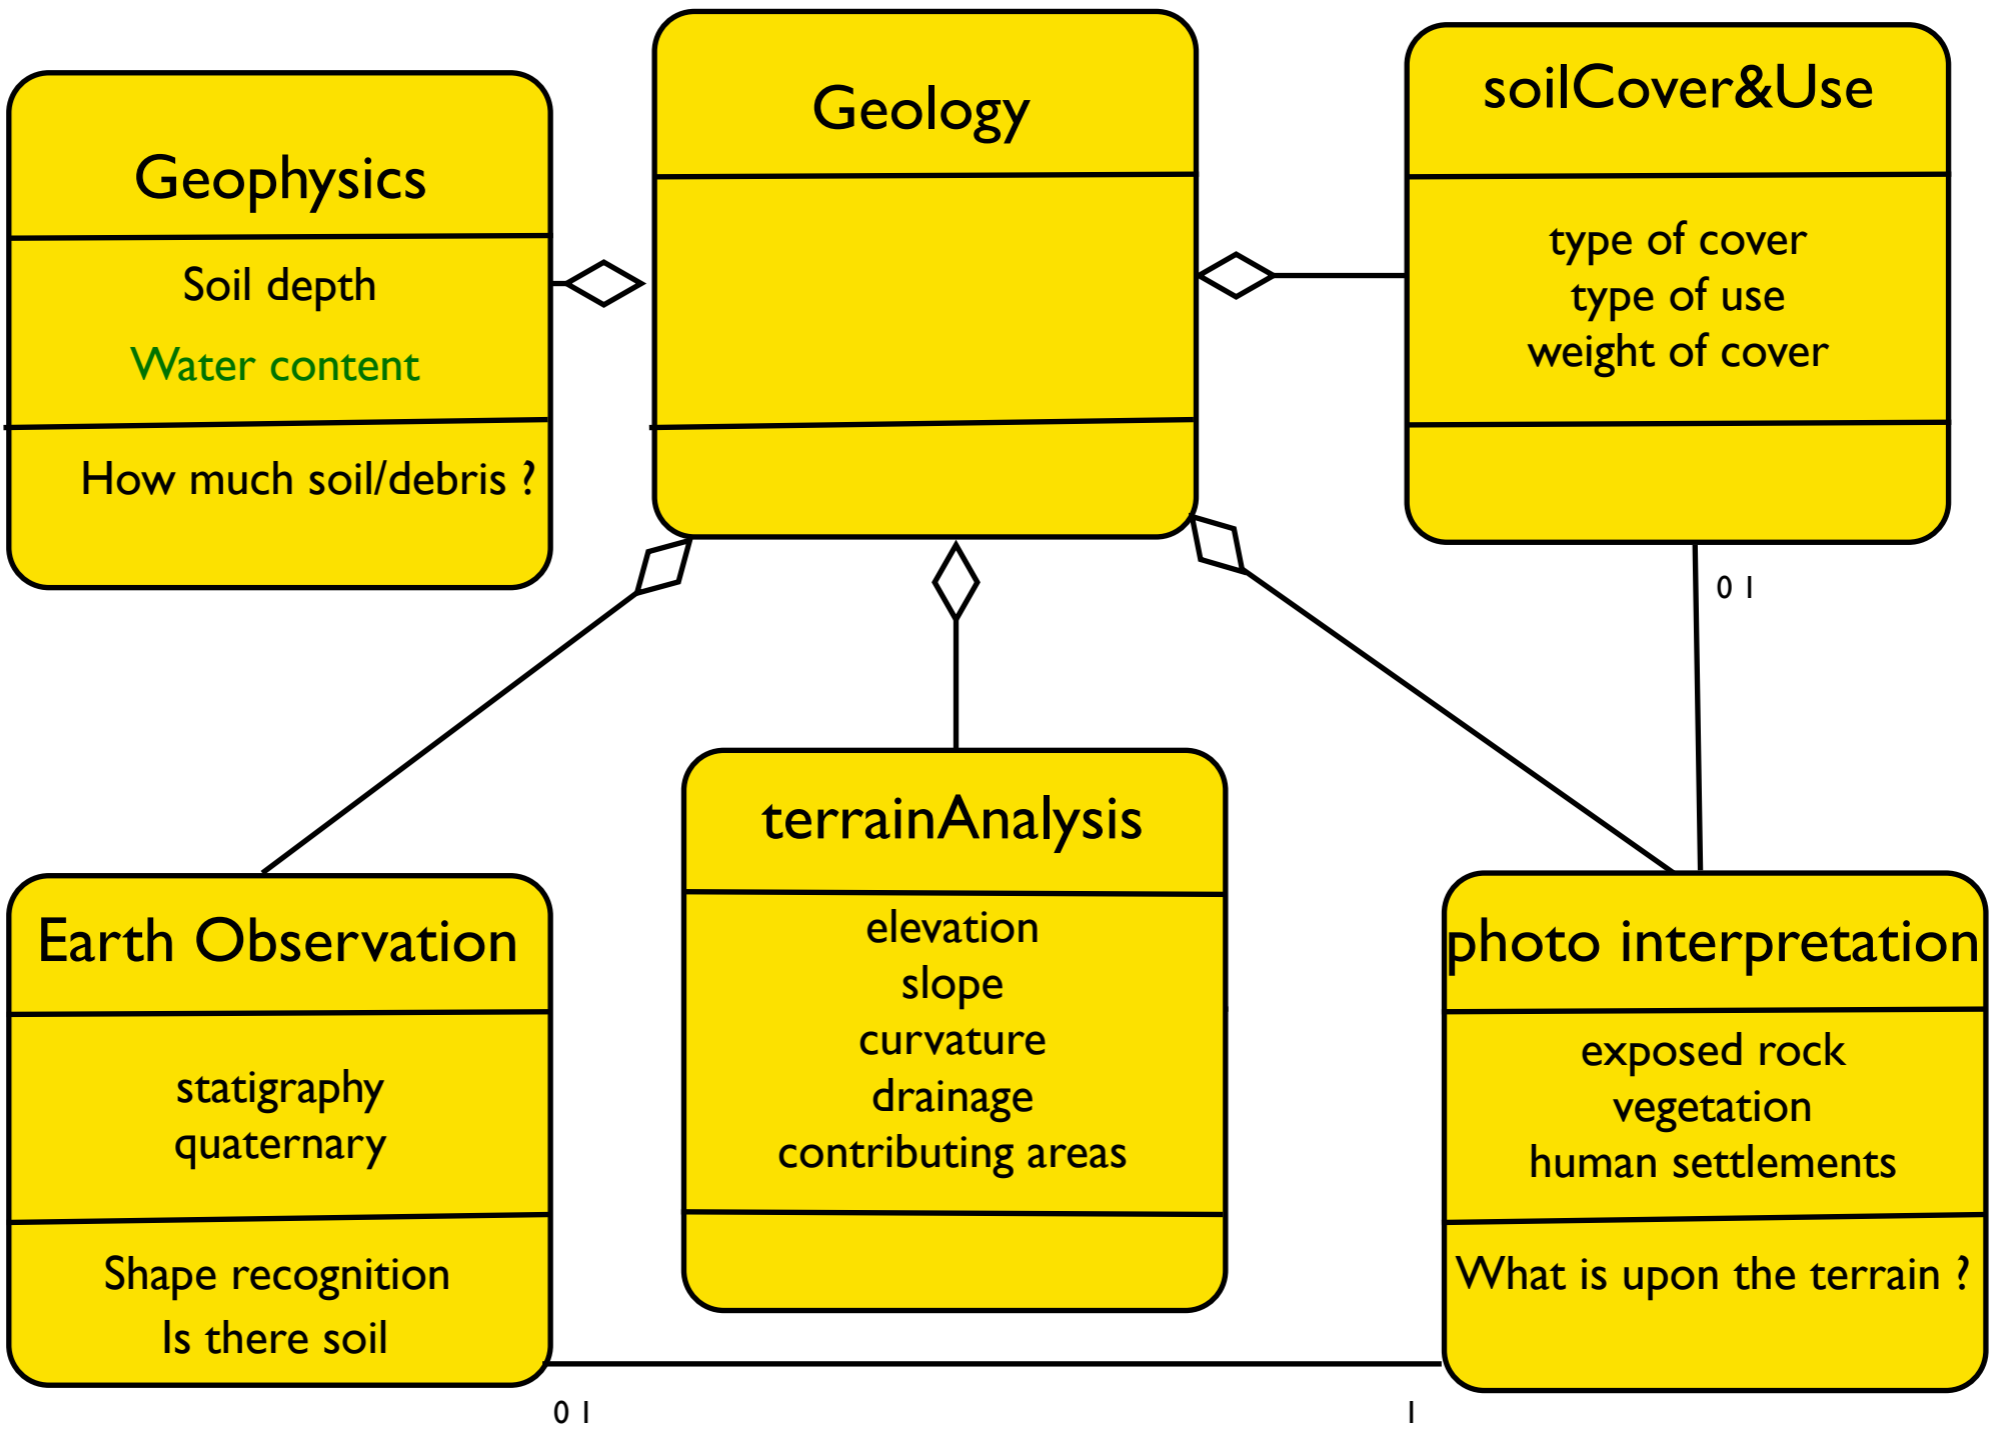 Geophysics
Soil depth
Water content
How much soil/debris ?
Geology
soilCover&Use
type of cover
type of use
weight of cover
0 1
Earth Observation
statigraphy
quaternary
Shape recognition
Is there soil
terrainAnalysis
elevation
slope
curvature
drainage
contributing areas
photo interpretation
exposed rock
vegetation
human settlements
What is upon the terrain ?
0 1
1